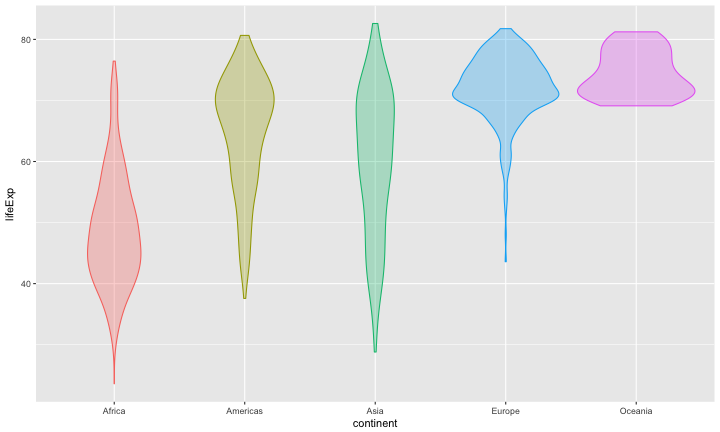 lifeExp
80
60
40
Africa
Americas
Asia
Europe
Oceania
continent